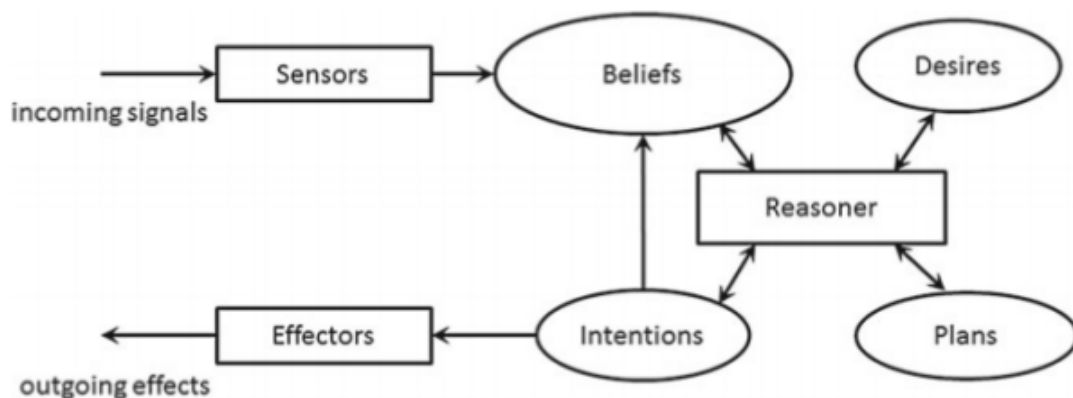 Sensors
Beliefs
Desires
incoming signals
Reasoner
Effectors
Intentions
Plans
outgoing effects